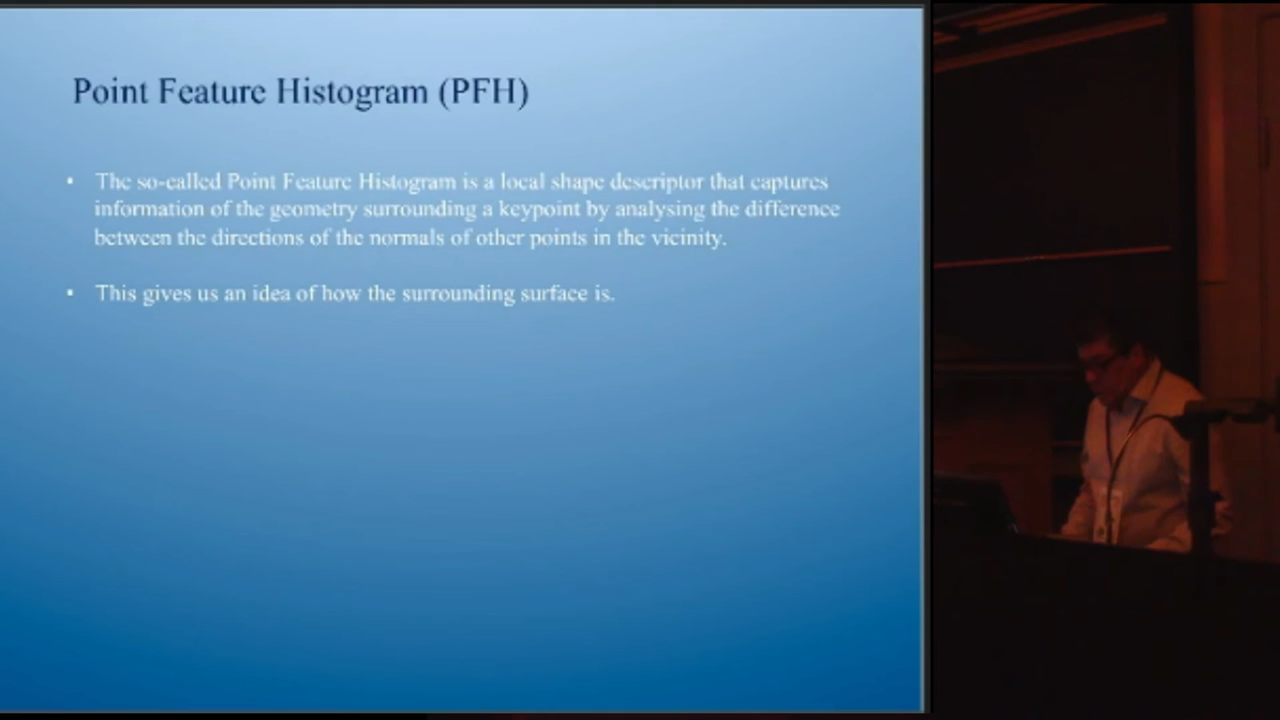 Point Feature Histogram (PFH)
• The so-called Point Feature Histogram is a local shape descriptor that captures
information of the geometry surrounding a keypoint by analysing the difference
between the directions of the normals of other points in the vicinity.
• This gives us an idea of how the surrounding surface is.